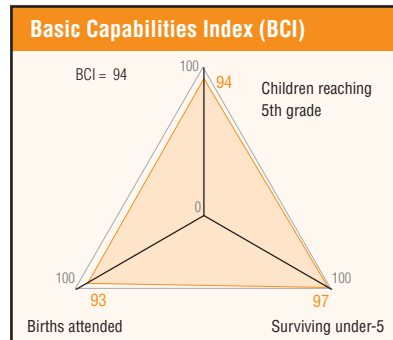 Basic Capabilities Index (BCI)
BCI = 94
100
94
Children reaching
5th grade
0
100
100
93
97
Births attended
Surviving under-5